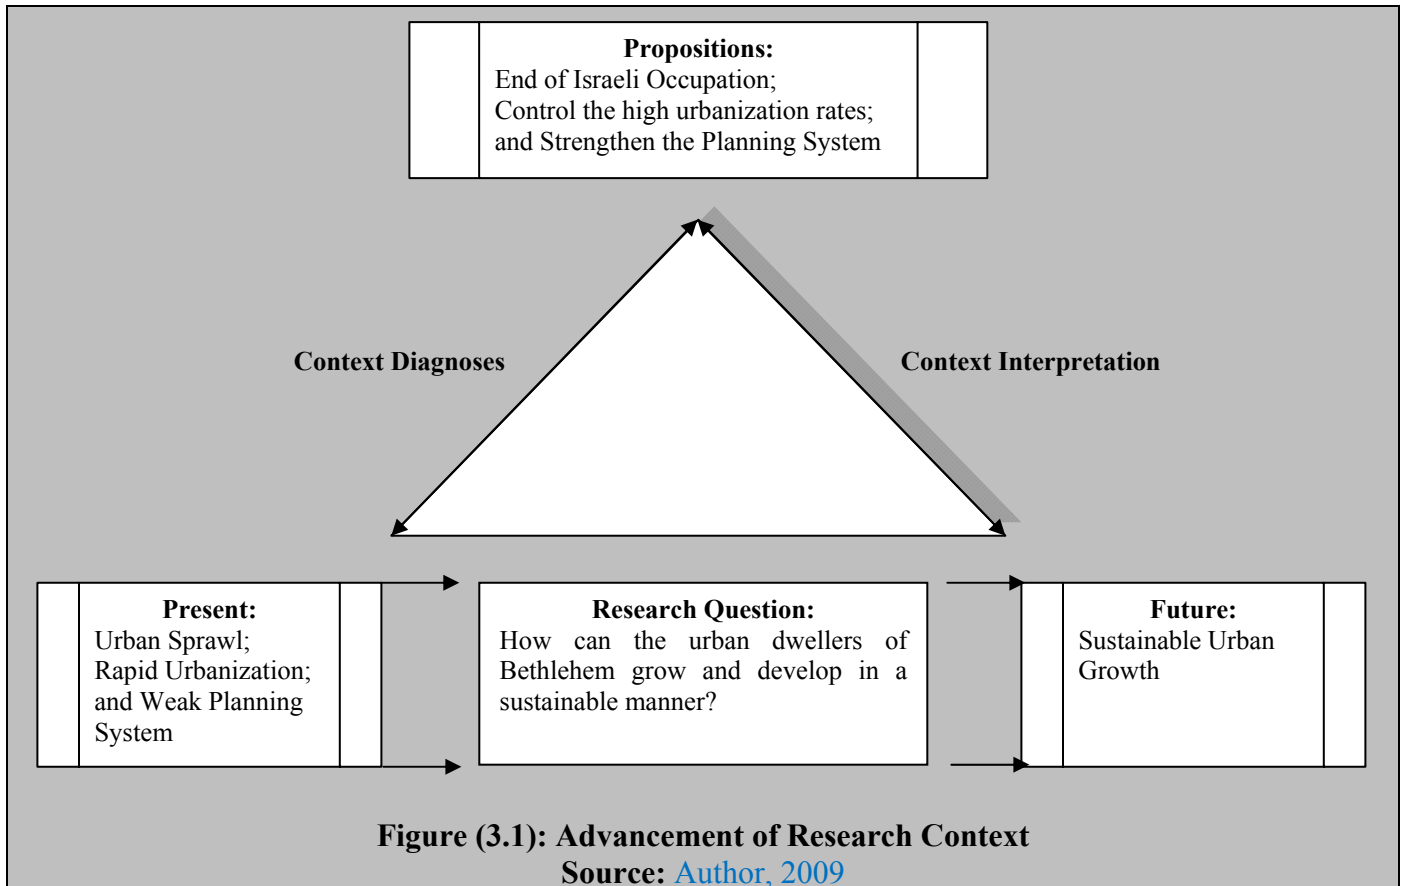 Propositions:
End of Israeli Occupation;
Control the high urbanization rates;
and Strengthen the Planning System
Context Diagnoses
Context Interpretation
Present:
Urban Sprawl;
Rapid Urbanization;
and Weak Planning
System
Research Question:
How can the urban dwellers of
Bethlehem grow and develop in a
sustainable manner?
Future:
Sustainable Urban
Growth
Figure (3.1): Advancement of Research Context
Source: Author, 2009